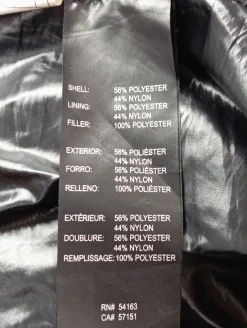 SHELL: 56% POLYESTER
44% NYLON
LINING: 56% POLYESTER
44% NYLON
FILLER: 100% POLYESTER
EXTERIOR: 56% POLIÉSTER
44% NYLON
FORRO: 56% POLIÉSTER
44% NYLON
RELLENO: 100% POLIÉSTER
EXTÉRIEUR: 56% POLYESTER
44% NYLON
DOUBLURE: 56% POLYESTER
44% NYLON
REMPLISSAGE: 100% POLYESTER
RN# 54163
CA# 57151